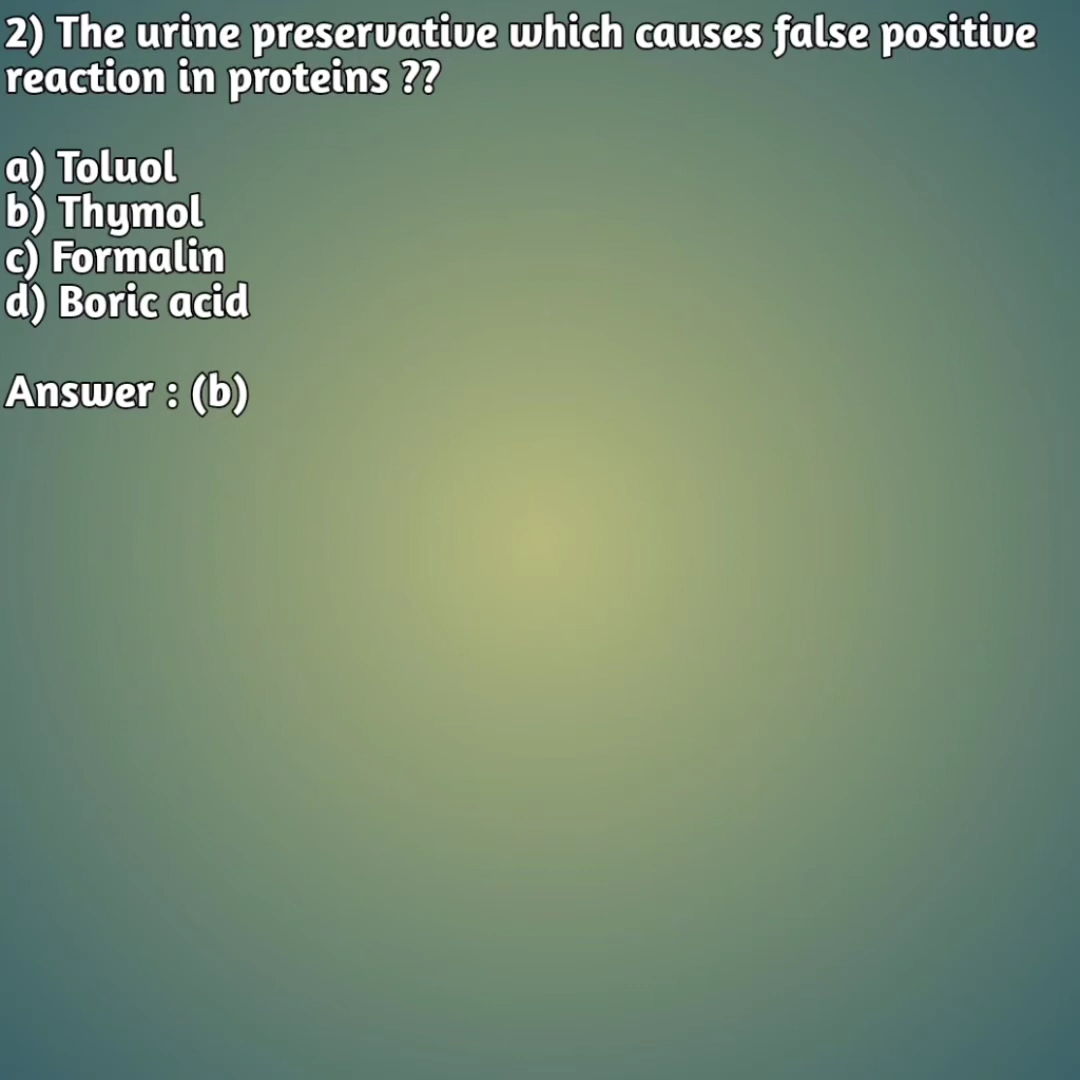 2) The urine preservative which causes false positive
reaction in proteins ??
a) Toluol
b) Thymol
c) Formalin
d) Boric acid
Answer : (b)